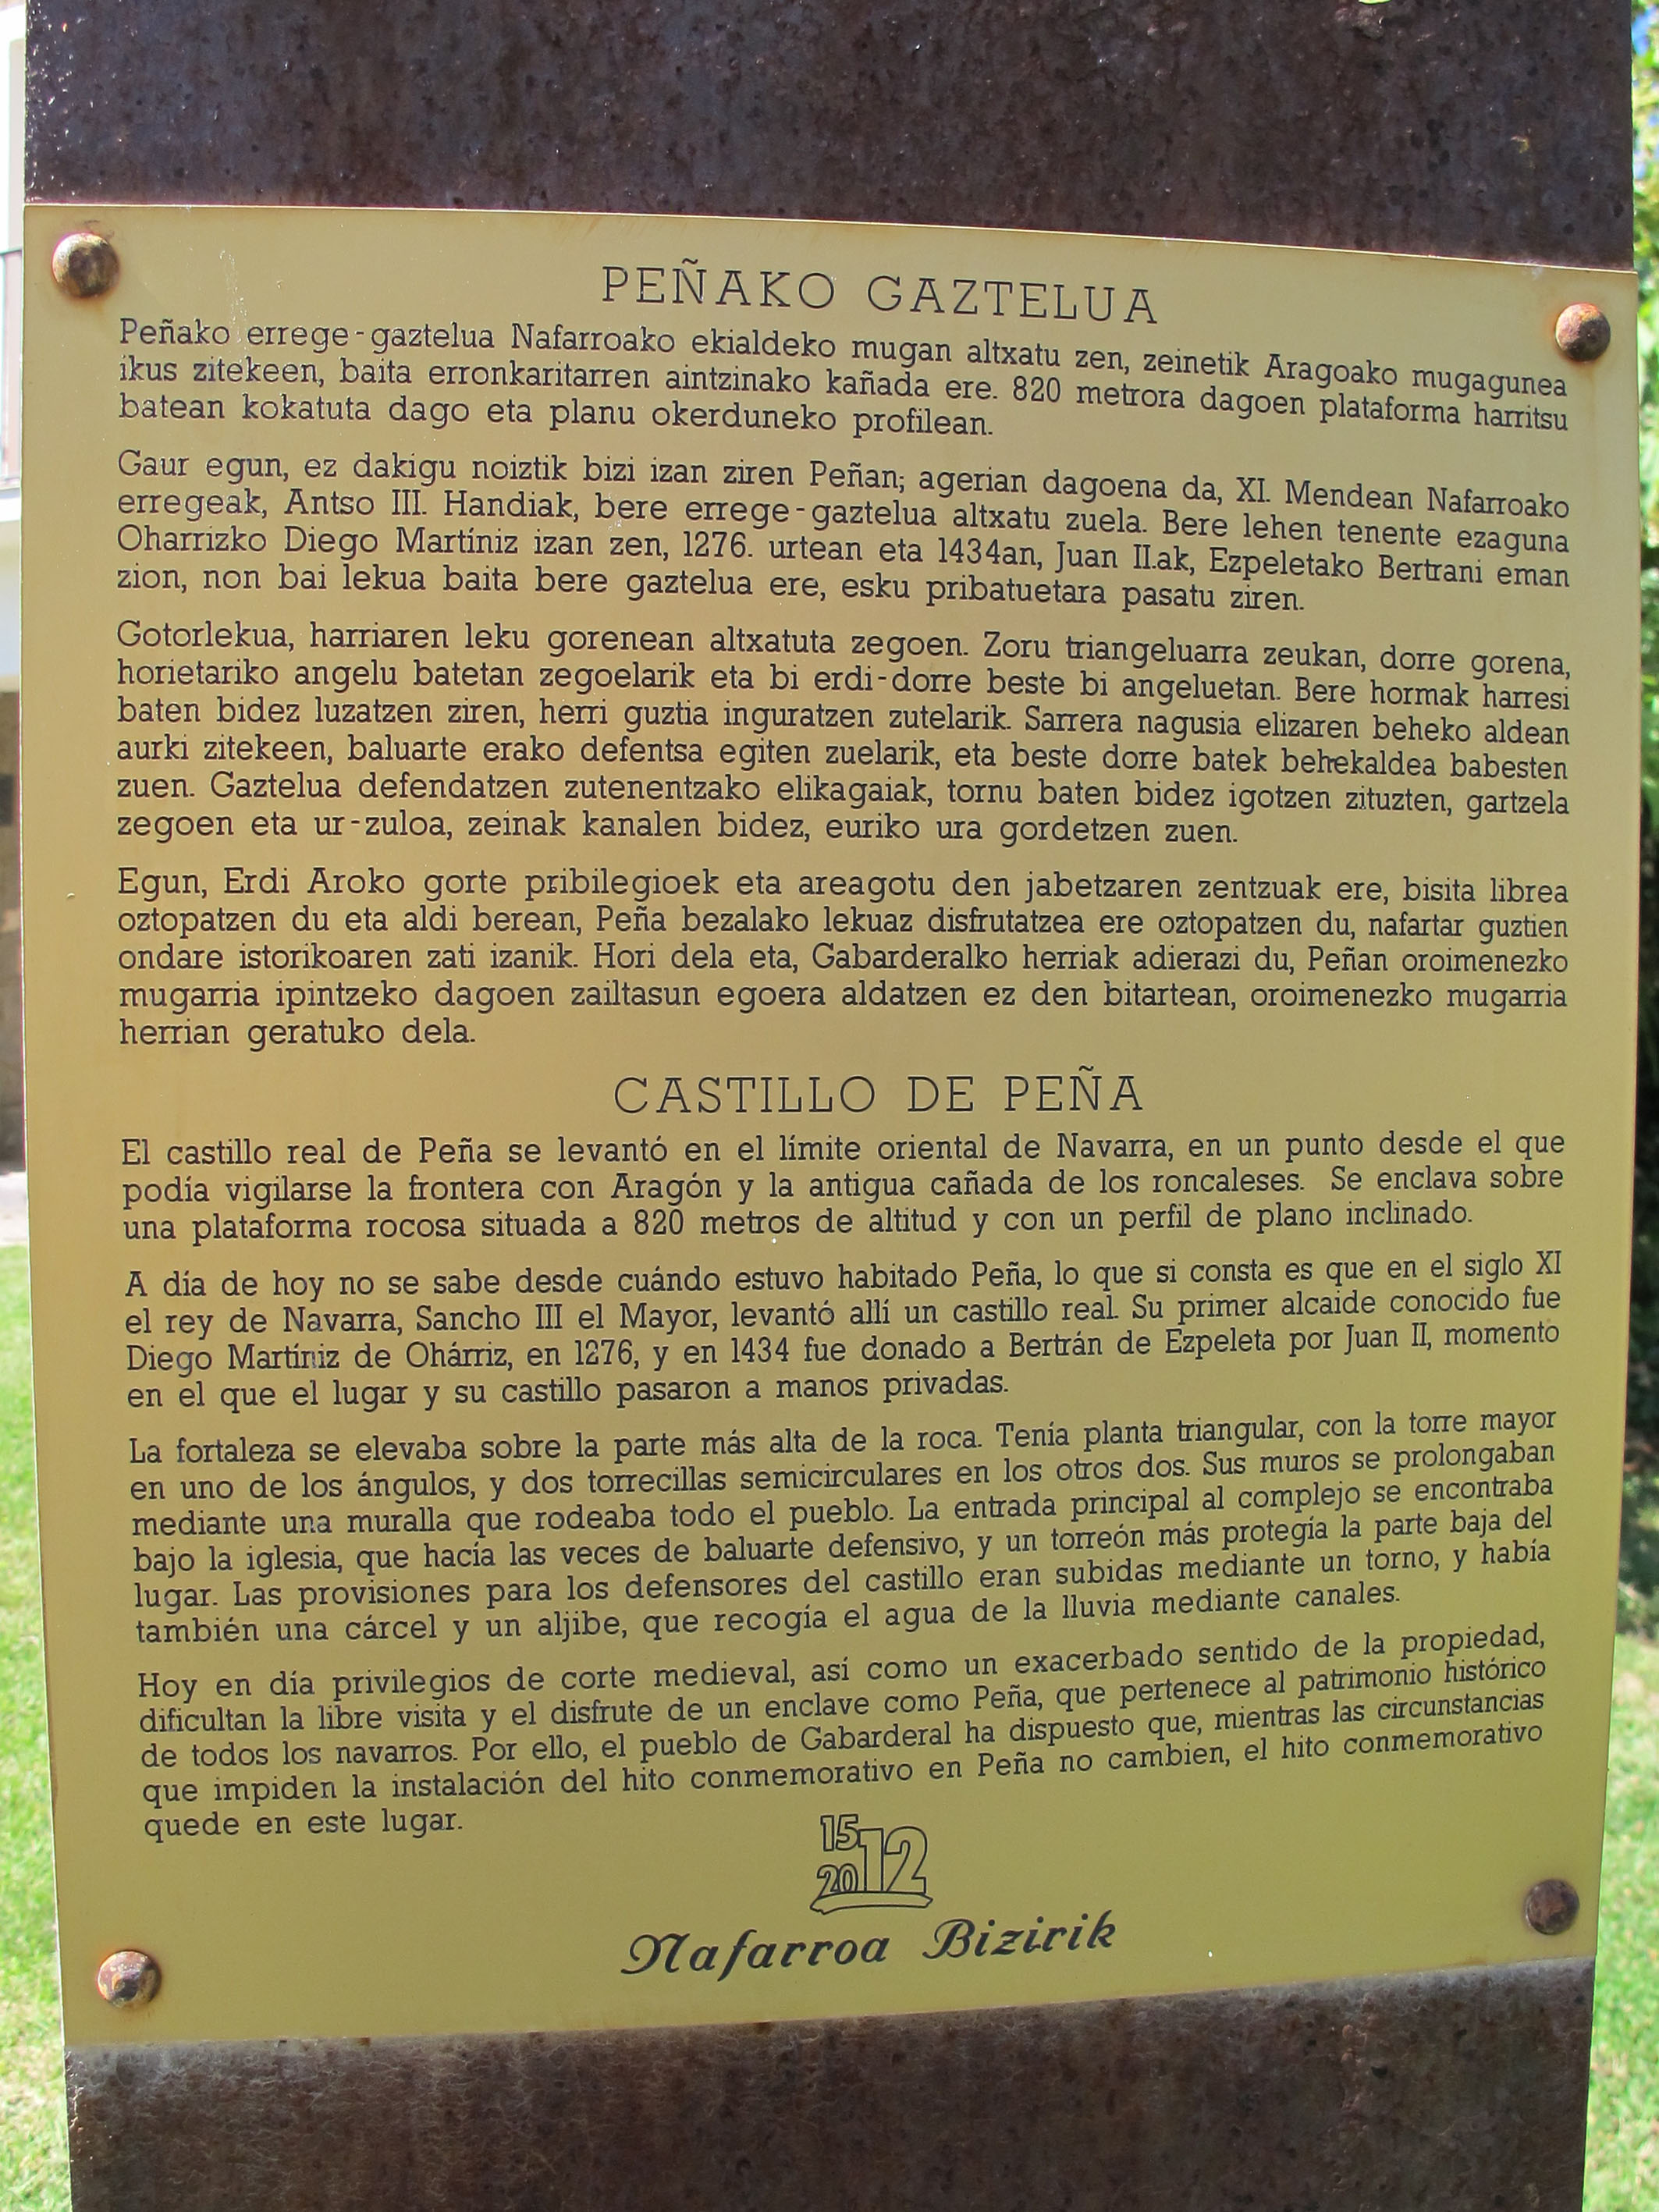 PEÑAKO GAZTELUA
Peñako errege-gaztelua Nafarroako ekialdeko mugan altxatu zen, zeinetik Aragoako mugagunea
ikus zitekeen, baita erronkaritarren aintzinako kañada ere. 820 metrora dagoen plataforma harritsu
batean kokatuta dago eta planu okerduneko profilean.
Gaur egun, ez dakigu noiztik bizi izan ziren Peñan; agerian dagoena da, XI. Mendean Nafarroako
erregeak, Antso III. Handiak, bere errege-gaztelua altxatu zuela. Bere lehen tenente ezaguna
Oharrizko Diego Martíniz izan zen, 1276. urtean eta 1434an, Juan II.ak, Ezpeletako Bertrani eman
zion, non bai lekua baita bere gaztelua ere, esku pribatuetara pasatu ziren.
Gotorlekua, harriaren leku gorenean altxatuta zegoen. Zoru triangeluarra zeukan, dorre gorena,
horietariko angelu batetan zegoelarik eta bi erdi-dorre beste bi angeluetan. Bere hormak harresi
baten bidez luzatzen ziren, herri guztia inguratzen zutelarik. Sarrera nagusia elizaren beheko aldean
aurki zitekeen, baluarte erako defentsa egiten zuelarik, eta beste dorre batek behekaldea babesten
zuen. Gaztelua defendatzen zutenentzako elikagaiak, tornu baten bidez igotzen zituzten, gartzela
zegoen eta ur-zuloa, zeinak kanalen bidez, euriko ura gordetzen zuen.
Egun, Erdi Aroko gorte pribilegioek eta areagotu den jabetzaren zentzuak ere, bisita librea
oztopatzen du eta aldi berean, Peña bezalako lekuaz disfrutatzea ere oztopatzen du, nafartar guztien
ondare istorikoaren zati izanik. Hori dela eta, Gabarderalko herriak adierazi du, Peñan oroimenezko
mugarria ipintzeko dagoen zailtasun egoera aldatzen ez den bitartean, oroimenezko mugarria
herrian geratuko dela.
CASTILLO DE PEÑA
El castillo real de Peña se levantó en el límite oriental de Navarra, en un punto desde el que
podía vigilarse la frontera con Aragón y la antigua cañada de los roncaleses. Se enclava sobre
una plataforma rocosa situada a 820 metros de altitud y con un perfil de plano inclinado.
A día de hoy no se sabe desde cuándo estuvo habitado Peña, lo que si consta es que en el siglo XI
el rey de Navarra, Sancho III el Mayor, levantó allí un castillo real. Su primer alcaide conocido fue
Diego Martíniz de Ohárriz, en 1276, y en 1434 fue donado a Bertrán de Ezpeleta por Juan II, momento
en el que el lugar y su castillo pasaron a manos privadas.
La fortaleza se elevaba sobre la parte más alta de la roca. Tenía planta triangular, con la torre mayor
en uno de los ángulos, y dos torrecillas semicirculares en los otros dos. Sus muros se prolongaban
mediante una muralla que rodeaba todo el pueblo. La entrada principal al complejo se encontraba
bajo la iglesia, que hacía las veces de baluarte defensivo, y un torreón más protegía la parte baja del
lugar. Las provisiones para los defensores del castillo eran subidas mediante un torno, y había
también una cárcel y un aljibe, que recogía el agua de la lluvia mediante canales.
Hoy en día privilegios de corte medieval, así como un exacerbado sentido de la propiedad,
dificultan la libre visita y el disfrute de un enclave como Peña, que pertenece al patrimonio histórico
de todos los navarros. Por ello, el pueblo de Gabarderal ha dispuesto que, mientras las circunstancias
que impiden la instalación del hito conmemorativo en Peña no cambien, el hito conmemorativo
quede en este lugar.
15
20 12
Nafarroa Bizirik